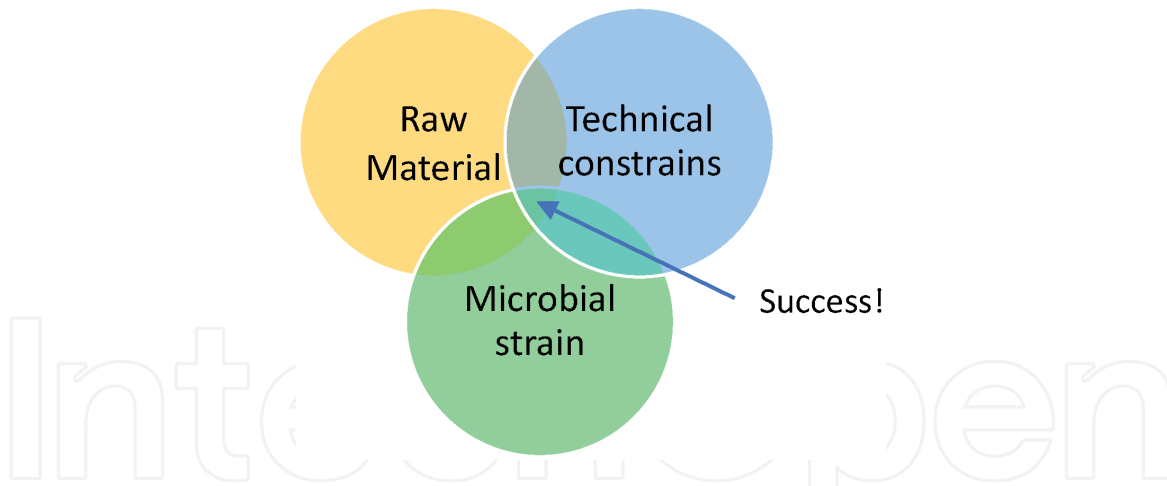 Raw
Material
Technical
constrains
Microbial
strain
Success!
IntechOpen